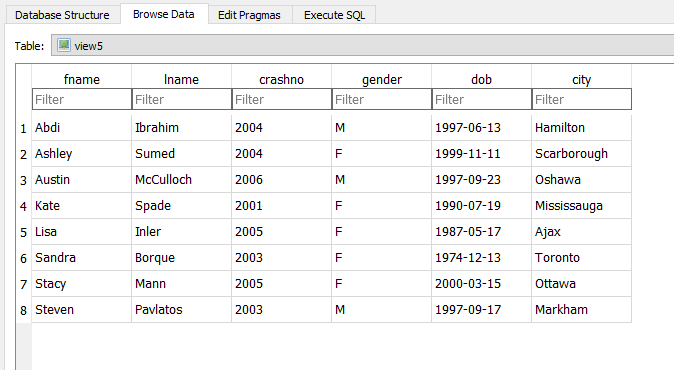 Database Structure Browse Data Edit Pragmas Execute SQL
Table: view5
fname lname crashno gender dob city
Filter Filter Filter Filter Filter Filter
1 Abdi Ibrahim 2004 M 1997-06-13 Hamilton
2 Ashley Sumed 2004 F 1999-11-11 Scarborough
3 Austin McCulloch 2006 M 1997-09-23 Oshawa
4 Kate Spade 2001 F 1990-07-19 Mississauga
5 Lisa Inler 2005 F 1987-05-17 Ajax
6 Sandra Borque 2003 F 1974-12-13 Toronto
7 Stacy Mann 2005 F 2000-03-15 Ottawa
8 Steven Pavlatos 2003 M 1997-09-17 Markham